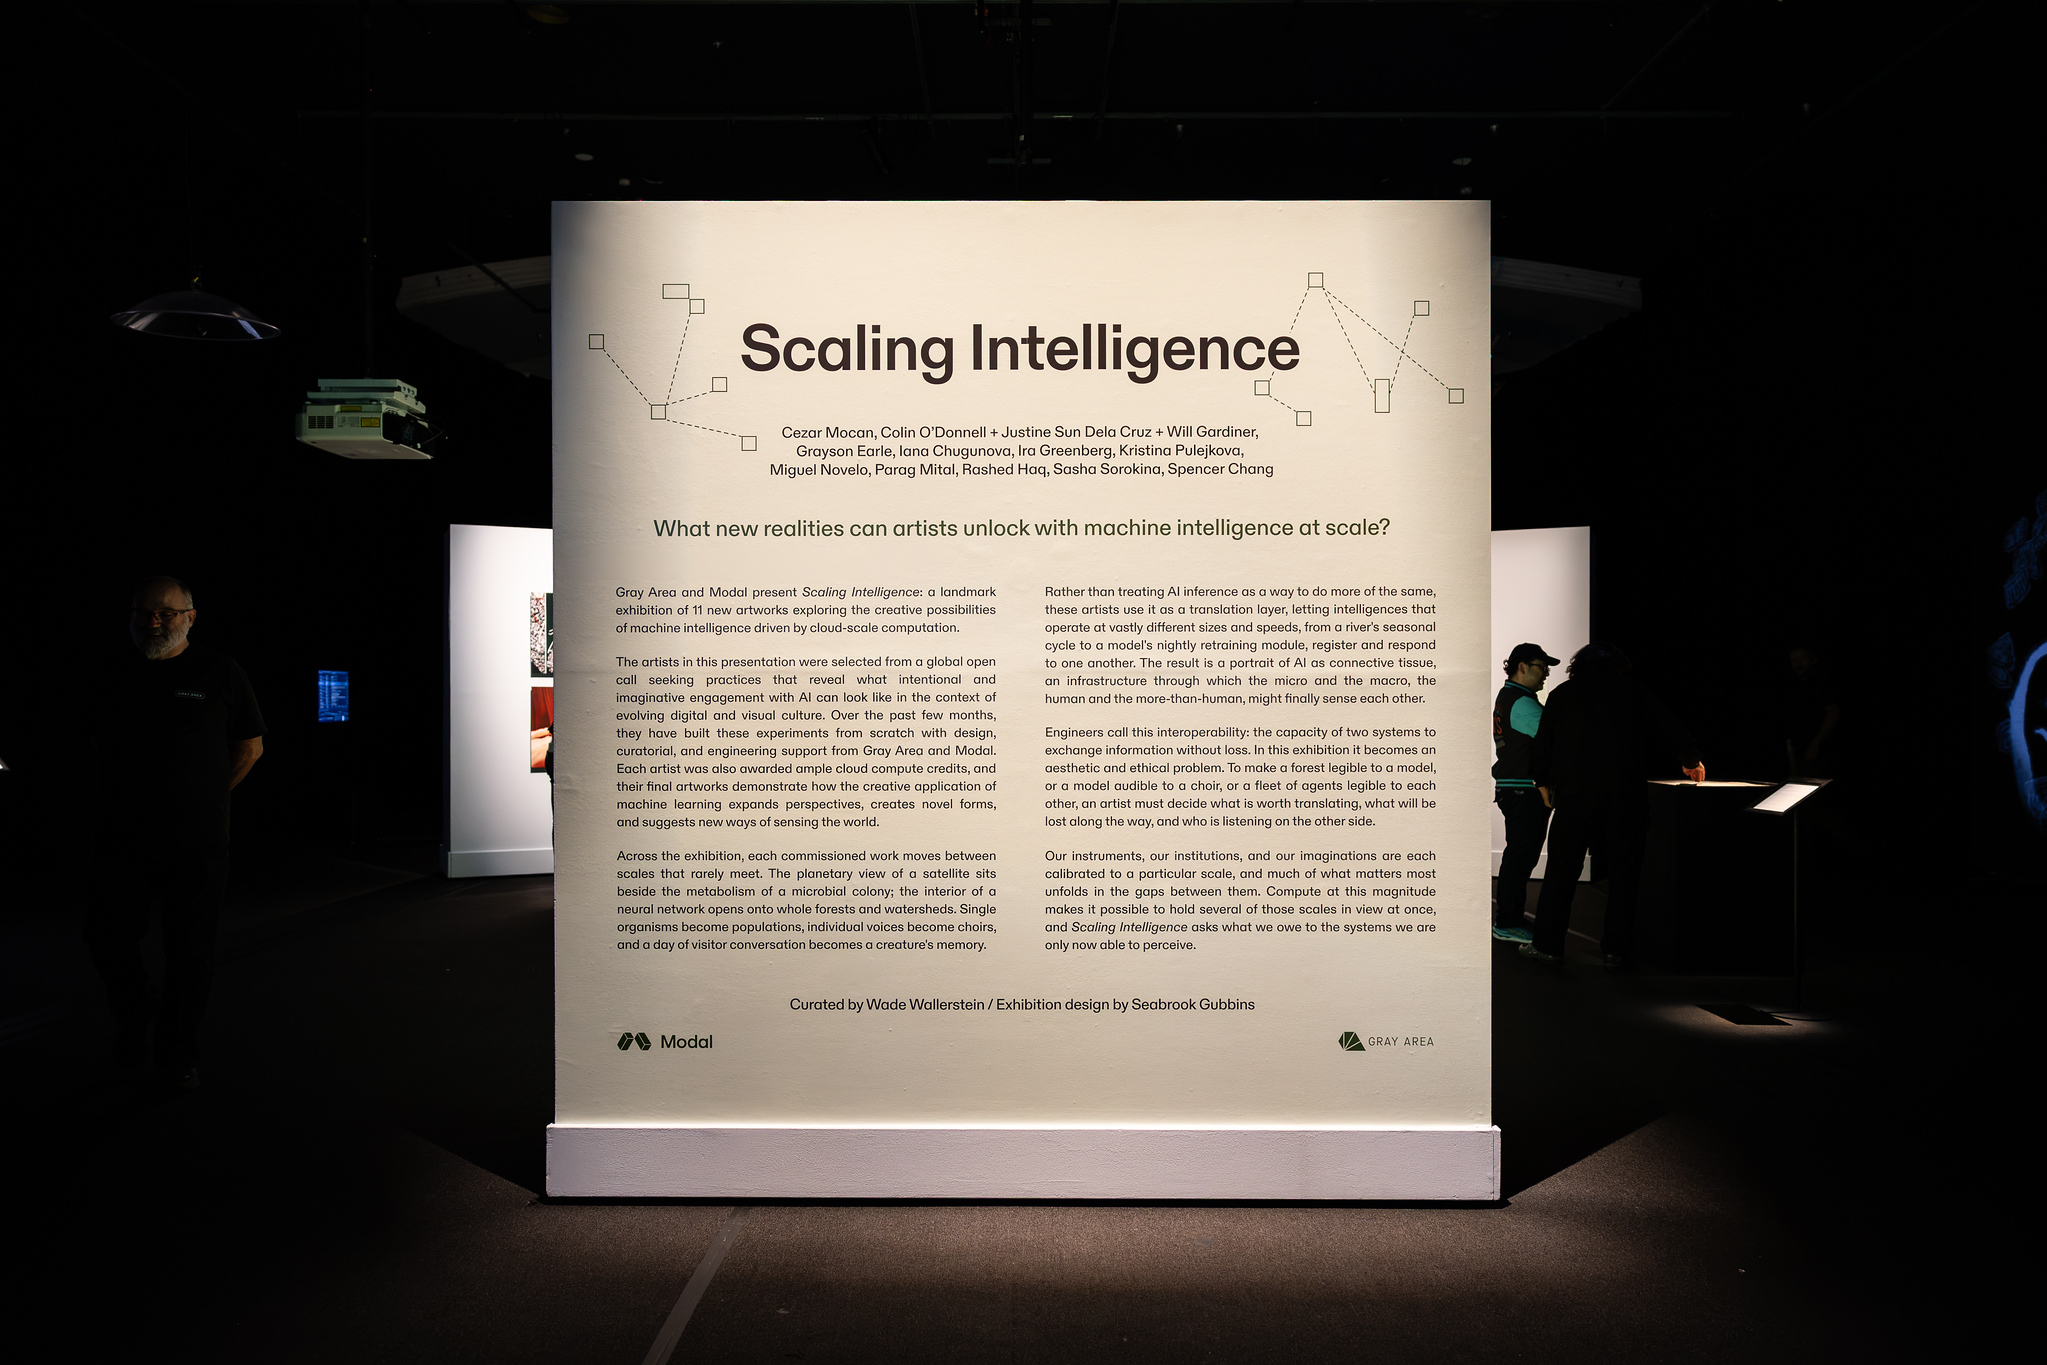 Scaling Intelligence
Cezar Mocan, Colin O'Donnell + Justine Sun Dela Cruz + Will Gardiner,
Grayson Earle, Iana Chugunova, Ira Greenberg, Kristina Pulejkova,
Miguel Novelo, Parag Mital, Rashed Haq, Sasha Sorokina, Spencer Chang
What new realities can artists unlock with machine intelligence at scale?
Gray Area and Modal present Scaling Intelligence: a landmark
exhibition of 11 new artworks exploring the creative possibilities
of machine intelligence driven by cloud-scale computation.
The artists in this presentation were selected from a global open
call seeking practices that reveal what intentional and
imaginative engagement with AI can look like in the context of
evolving digital and visual culture. Over the past few months,
they have built these experiments from scratch with design,
curatorial, and engineering support from Gray Area and Modal.
Each artist was also awarded ample cloud compute credits, and
their final artworks demonstrate how the creative application of
machine learning expands perspectives, creates novel forms,
and suggests new ways of sensing the world.
Across the exhibition, each commissioned work moves between
scales that rarely meet. The planetary view of a satellite sits
beside the metabolism of a microbial colony; the interior of a
neural network opens onto whole forests and watersheds. Single
organisms become populations, individual voices become choirs,
and a day of visitor conversation becomes a creature's memory.
Rather than treating AI inference as a way to do more of the same,
these artists use it as a translation layer, letting intelligences that
operate at vastly different sizes and speeds, from a river's seasonal
cycle to a model's nightly retraining module, register and respond
to one another. The result is a portrait of AI as connective tissue,
an infrastructure through which the micro and the macro, the
human and the more-than-human, might finally sense each other.
Engineers call this interoperability: the capacity of two systems to
exchange information without loss. In this exhibition it becomes an
aesthetic and ethical problem. To make a forest legible to a model,
or a model audible to a choir, or a fleet of agents legible to each
other, an artist must decide what is worth translating, what will be
lost along the way, and who is listening on the other side.
Our instruments, our institutions, and our imaginations are each
calibrated to a particular scale, and much of what matters most
unfolds in the gaps between them. Compute at this magnitude
makes it possible to hold several of those scales in view at once,
and Scaling Intelligence asks what we owe to the systems we are
only now able to perceive.
Curated by Wade Wallerstein / Exhibition design by Seabrook Gubbins
Modal
GRAY AREA